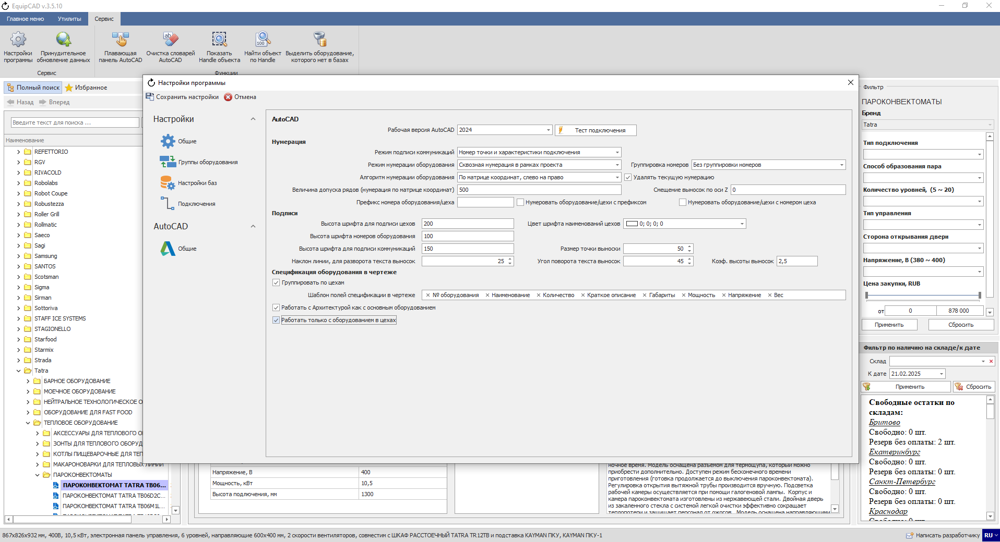 EquipCAD v.3.5.10
Главное меню Утилиты Сервис
Настройки программы
Принудительное обновление данных
Плавающая панель AutoCAD
Очистка словарей AutoCAD
Показать Handle объекта
Найти объект по Handle
Выделить оборудование, которого нет в базах
Сервис
Функции
Полный поиск Избранное
Назад Вперед
Введите текст для поиска ...
Наименование
REFETTORIO
RGV
RIVACOLD
Robolabs
Robot Coupe
Robustezza
Roller Grill
Rollmatic
Saeco
Sagi
Samsung
SANTOS
Scotsman
Sigma
Sirman
Sottoriva
STAFF ICE SYSTEMS
STAGIONELLO
Starfood
Starmix
Strada
Tatra
БАРНОЕ ОБОРУДОВАНИЕ
МОЕЧНОЕ ОБОРУДОВАНИЕ
НЕЙТРАЛЬНОЕ ТЕХНОЛОГИЧЕСКОЕ О
ОБОРУДОВАНИЕ ДЛЯ FAST FOOD
ТЕПЛОВОЕ ОБОРУДОВАНИЕ
АКСЕССУАРЫ ДЛЯ ТЕПЛОВОГО О
ЗОНТЫ ДЛЯ ТЕПЛОВОГО ОБОРУД
КОТЛЫ ПИЩЕВАРОЧНЫЕ ДЛЯ ТЕП
МАКАРОНОВАРКИ ДЛЯ ТЕПЛОВЫХ ЛИНИЙ
ПАРОКОНВЕКТОМАТЫ
ПАРОКОНВЕКТОМАТ TATRA TB06...
ПАРОКОНВЕКТОМАТ TATRA TB06D2C...
ПАРОКОНВЕКТОМАТ TATRA TB06M1L...
Настройки программы
Сохранить настройки Отмена
Настройки
Общие
Группы оборудования
Настройки баз
Подключения
AutoCAD
Общие
AutoCAD
Рабочая версия AutoCAD 2024 Тест подключения
Нумерация
Режим подписи коммуникаций Номер точки и характеристики подключения
Режим нумерации оборудования Сквозная нумерация в рамках проекта Группировка номеров Без группировки номеров
Алгоритм нумерации оборудования По матрице координат, слево на право Удалять текущую нумерацию
Величина допуска рядов (нумерация по матрице координат) 500 Смещение выносок по оси Z 0
Префикс номера оборудования/цеха Нумеровать оборудование/цехи с префиксом Нумеровать оборудование/цехи с номером цеха
Подписи
Высота шрифта для подписи цехов 200 Цвет шрифта наименований цехов 0; 0; 0; 0
Высота шрифта номеров оборудования 100
Высота шрифта для подписи коммуникаций 150 Размер точки выноски 50
Наклон линии, для разворота текста выносок 25 Угол поворота текста выносок 45 Коэф. высоты выносок 2,5
Спецификация оборудования в чертеже
Группировать по цехам
Шаблон полей спецификации в чертеже × № оборудования × Наименование × Количество × Краткое описание × Габариты × Мощность × Напряжение × Вес
Работать с Архитектурой как с основным оборудованием
Работать только с оборудованием в цехах
Напряжение, В 400
Мощность, кВт 10,5
Высота подлючения, мм 1300
ночное время. Модель оснащена разъемом для термощупа, который можно
приобрести дополнительно. Доступен режим бесконечного времени
приготовления (готовка продолжается до выключения пароконвектомата).
Регулировка открытия вытяжной трубы производится вручную. Подсветка
рабочей камеры осуществляется при помощи галогеновой лампы. Корпус и
камера пароконвектомата изготовлены из нержавеющей стали. Двойная дверь
из закаленного стекла с системой легкой очистки эффективно сокращает
теплопотери и защищает персонал от ожогов. Модель оснащена направляющими
Фильтр
ПАРОКОНВЕКТОМАТЫ
Бренд
Tatra
Тип подключения
Способ образования пара
Количество уровней, (5 ~ 20)
Тип управления
Сторона открывания двери
Напряжение, В (380 ~ 400)
Цена закупки, RUB
от 0 878 000
Применить Сбросить
Фильтр по наличию на складе/к дате
Склад
К дате 21.02.2025
Применить Сбросить
Свободные остатки по
складам:
Бритово
Свободно: 0 шт.
Резерв без оплаты: 2 шт.
Екатеринбург
Свободно: 0 шт.
Резерв без оплаты: 0 шт.
Санкт-Петербург
Свободно: 0 шт.
Резерв без оплаты: 0 шт.
Краснодар
Свободно: 0 шт.
867x826x932 мм, 400В, 10,5 кВт, электронная панель управления, 6 уровней, направляющие 600x400 мм, 2 скорости вентиляторов, совместим с ШКАФ РАССТОЕЧНЫЙ TATRA TR12TB и подставка KAYMAN ПКУ, KAYMAN ПКУ-1
Написать разработчику RU